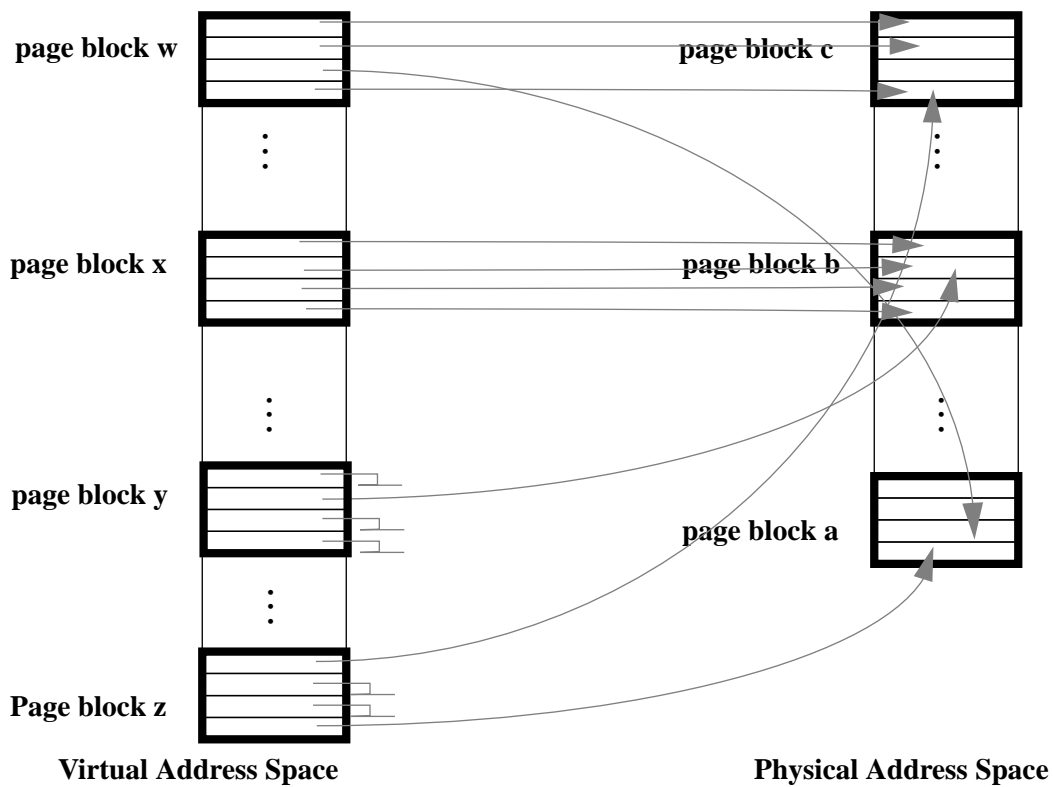 page block w
page block c
page block x
page block b
page block y
page block a
Page block z
Virtual Address Space
Physical Address Space